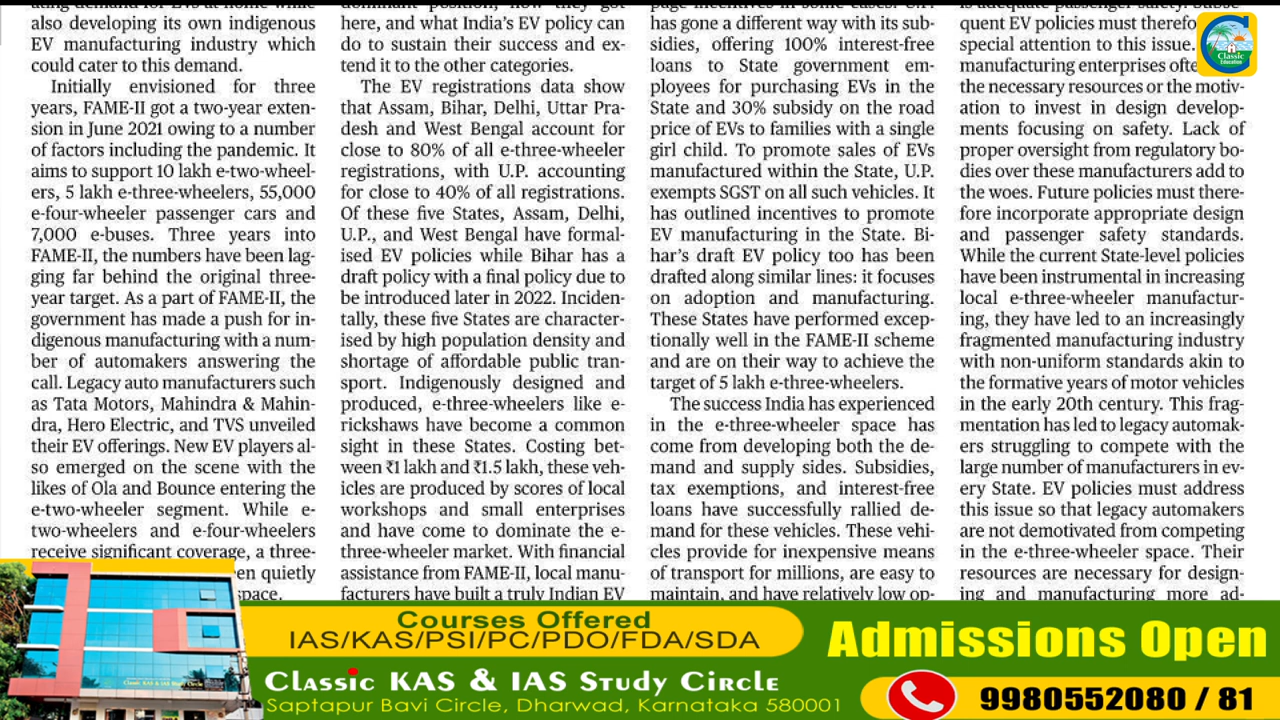 ating demand for EVs at home while
also developing its own indigenous
EV manufacturing industry which
could cater to this demand.
Initially envisioned for three
years, FAME-II got a two-year exten-
sion in June 2021 owing to a number
of factors including the pandemic. It
aims to support 10 lakh e-two-wheel-
ers, 5 lakh e-three-wheelers, 55,000
e-four-wheeler passenger cars and
7,000 e-buses. Three years into
FAME-II, the numbers have been lag-
ging far behind the original three-
year target. As a part of FAME-II, the
government has made a push for in-
digenous manufacturing with a num-
ber of automakers answering the
call. Legacy auto manufacturers such
as Tata Motors, Mahindra & Mahin-
dra, Hero Electric, and TVS unveiled
their EV offerings. New EV players al-
so emerged on the scene with the
likes of Ola and Bounce entering the
e-two-wheeler segment. While e-
two-wheelers and e-four-wheelers
receive significant coverage, a three-
en quietly
space.
dominant position, how they got
here, and what India's EV policy can
do to sustain their success and ex-
tend it to the other categories.
The EV registrations data show
that Assam, Bihar, Delhi, Uttar Pra-
desh and West Bengal account for
close to 80% of all e-three-wheeler
registrations, with U.P. accounting
for close to 40% of all registrations.
Of these five States, Assam, Delhi,
U.P., and West Bengal have formal-
ised EV policies while Bihar has a
draft policy with a final policy due to
be introduced later in 2022. Inciden-
tally, these five States are character-
ised by high population density and
shortage of affordable public tran-
sport. Indigenously designed and
produced, e-three-wheelers like e-
rickshaws have become a common
sight in these States. Costing bet-
ween ₹1 lakh and ₹1.5 lakh, these veh-
icles are produced by scores of local
workshops and small enterprises
and have come to dominate the e-
three-wheeler market. With financial
assistance from FAME-II, local manu-
facturers have built a truly Indian EV
page incentives in some cases. U.P.
has gone a different way with its sub-
sidies, offering 100% interest-free
loans to State government em-
ployees for purchasing EVs in the
State and 30% subsidy on the road
price of EVs to families with a single
girl child. To promote sales of EVs
manufactured within the State, U.P.
exempts SGST on all such vehicles. It
has outlined incentives to promote
EV manufacturing in the State. Bi-
har's draft EV policy too has been
drafted along similar lines: it focuses
on adoption and manufacturing.
These States have performed excep-
tionally well in the FAME-II scheme
and are on their way to achieve the
target of 5 lakh e-three-wheelers.
The success India has experienced
in the e-three-wheeler space has
come from developing both the de-
mand and supply sides. Subsidies,
tax exemptions, and interest-free
loans have successfully rallied de-
mand for these vehicles. These vehi-
cles provide for inexpensive means
of transport for millions, are easy to
maintain, and have relatively low op-
is adequate passenger safety. Subse-
quent EV policies must therefo
special attention to this issue.
manufacturing enterprises ofte
the necessary resources or the motiv-
ation to invest in design develop-
ments focusing on safety. Lack of
proper oversight from regulatory bo-
dies over these manufacturers add to
the woes. Future policies must there-
fore incorporate appropriate design
and passenger safety standards.
While the current State-level policies
have been instrumental in increasing
local e-three-wheeler manufactur-
ing, they have led to an increasingly
fragmented manufacturing industry
with non-uniform standards akin to
the formative years of motor vehicles
in the early 20th century. This frag-
mentation has led to legacy automak-
ers struggling to compete with the
large number of manufacturers in ev-
ery State. EV policies must address
this issue so that legacy automakers
are not demotivated from competing
in the e-three-wheeler space. Their
resources are necessary for design-
ing and manufacturing more ad-
Classic
Education
Classic KAS & IAS Study Circle
Courses Offered
IAS/KAS/PSI/PC/PDO/FDA/SDA
Classic KAS & IAS Study Circle
Saptapur Bavi Circle, Dharwad, Karnataka 580001
Admissions Open
9980552080 / 81